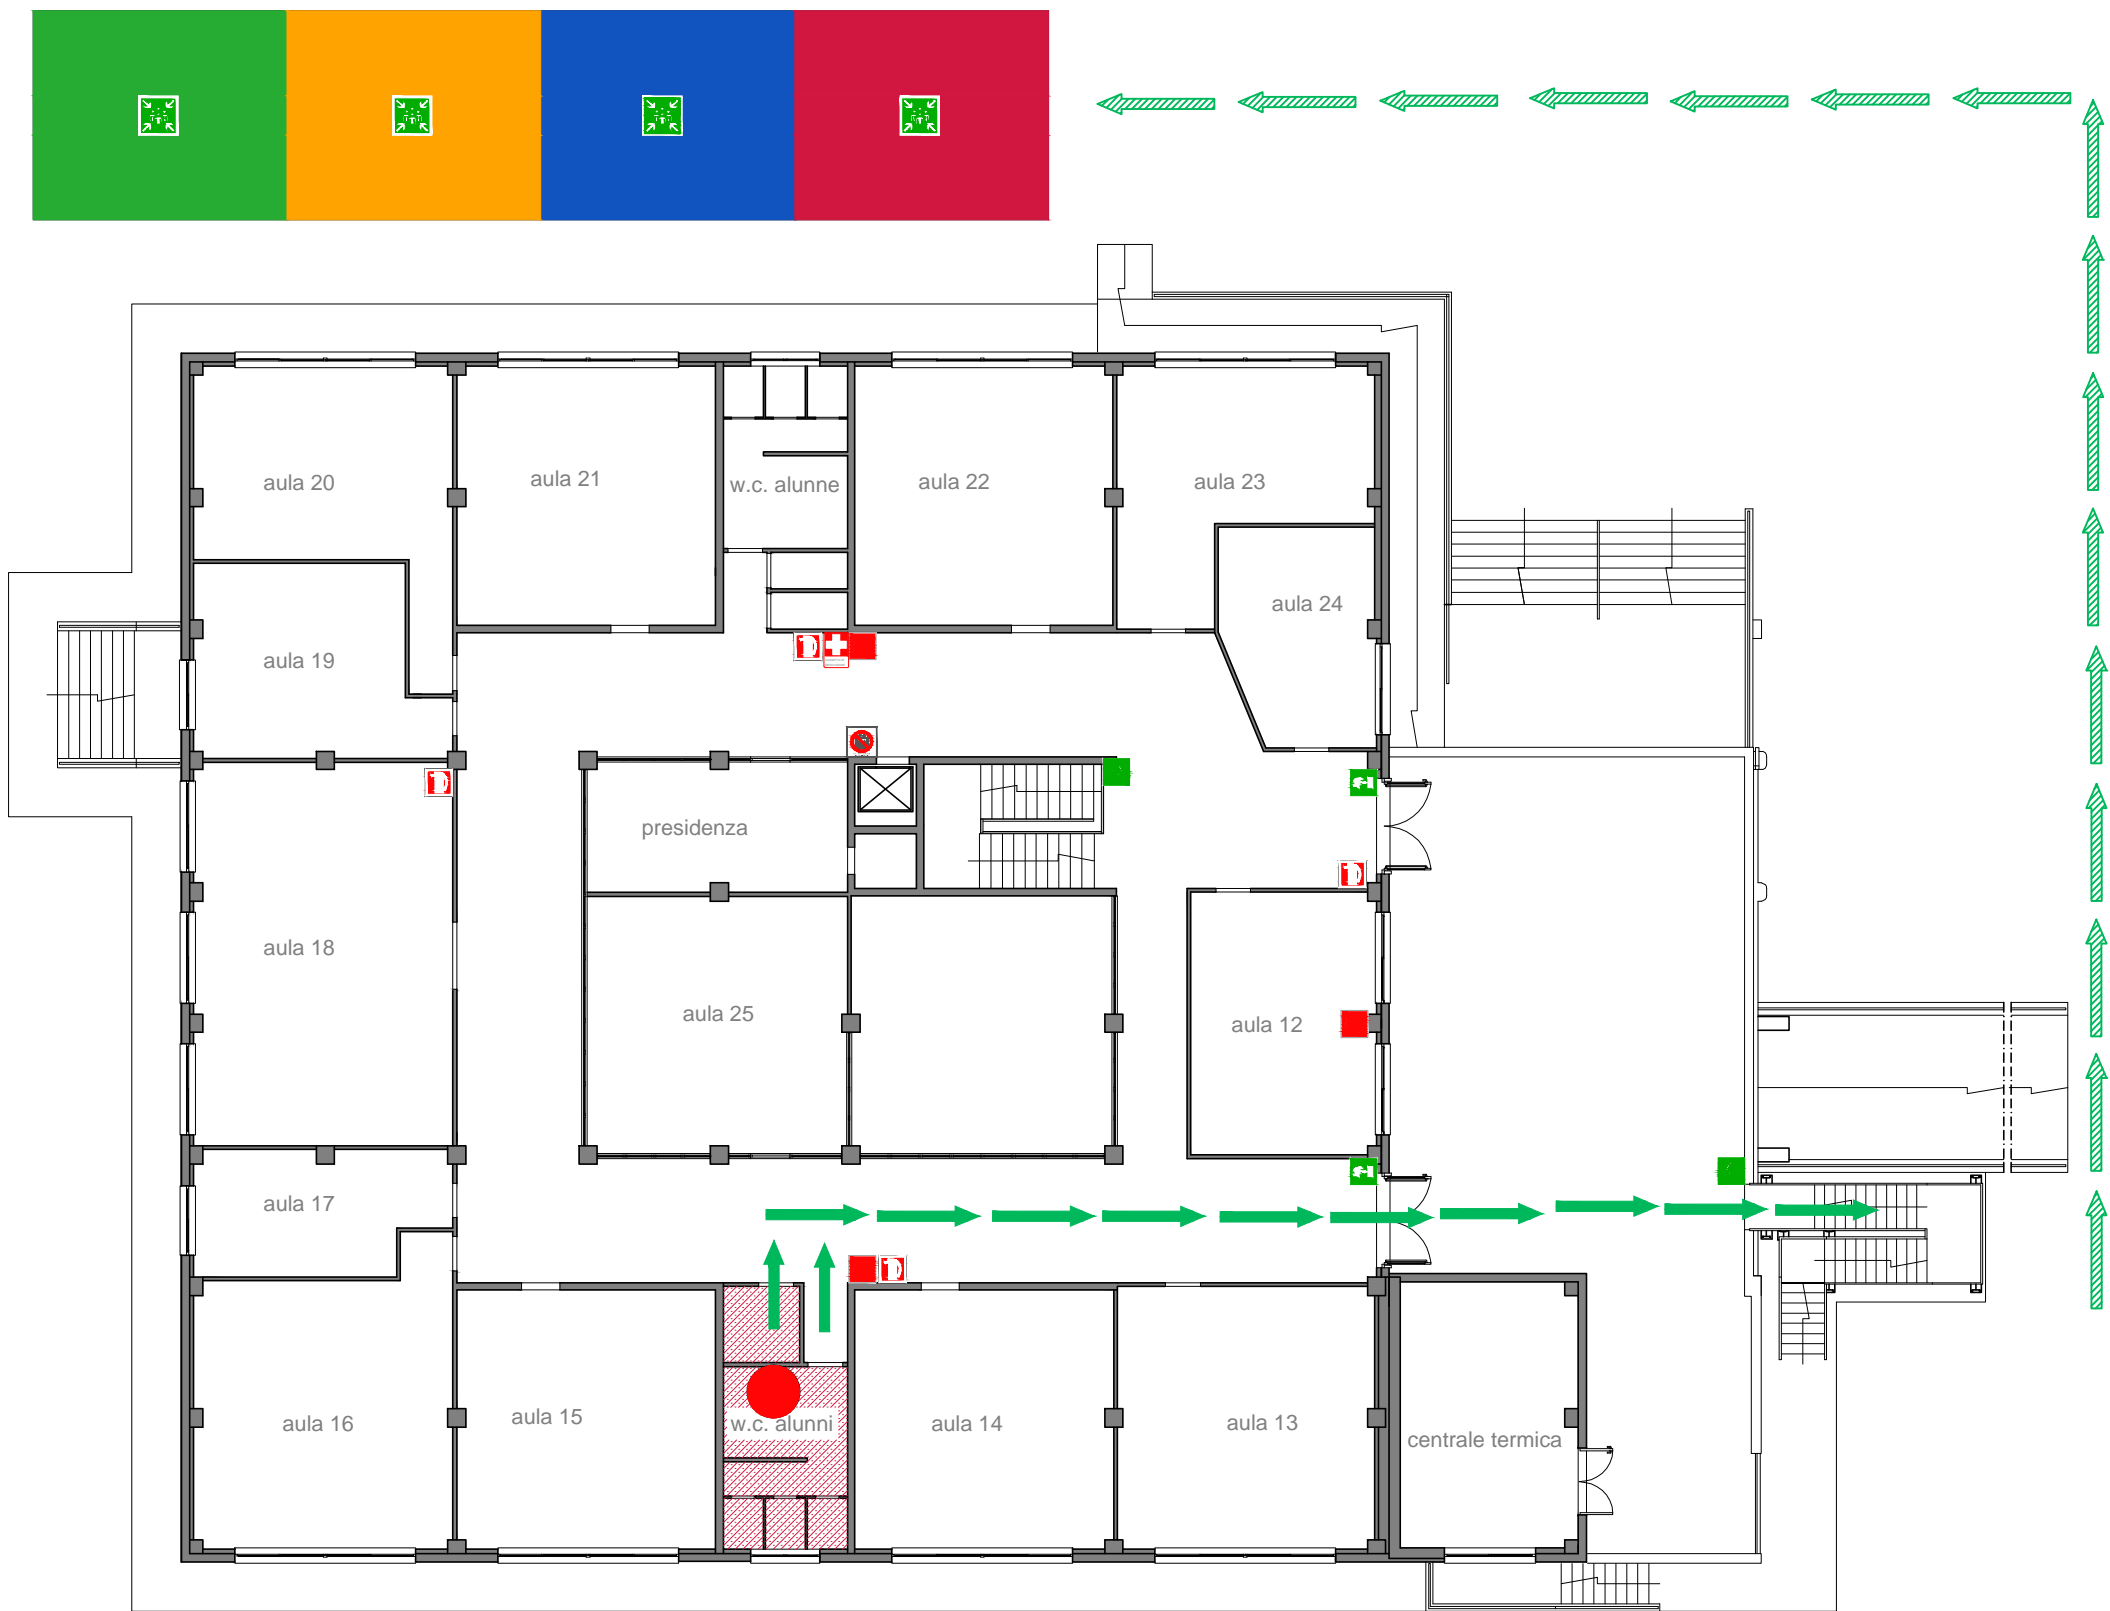 aula 20
aula 21
w.c. alunne
aula 22
aula 23
aula 24
aula 19
presidenza
aula 18
aula 25
aula 12
aula 17
aula 16
aula 15
w.c. alunni
aula 14
aula 13
centrale termica